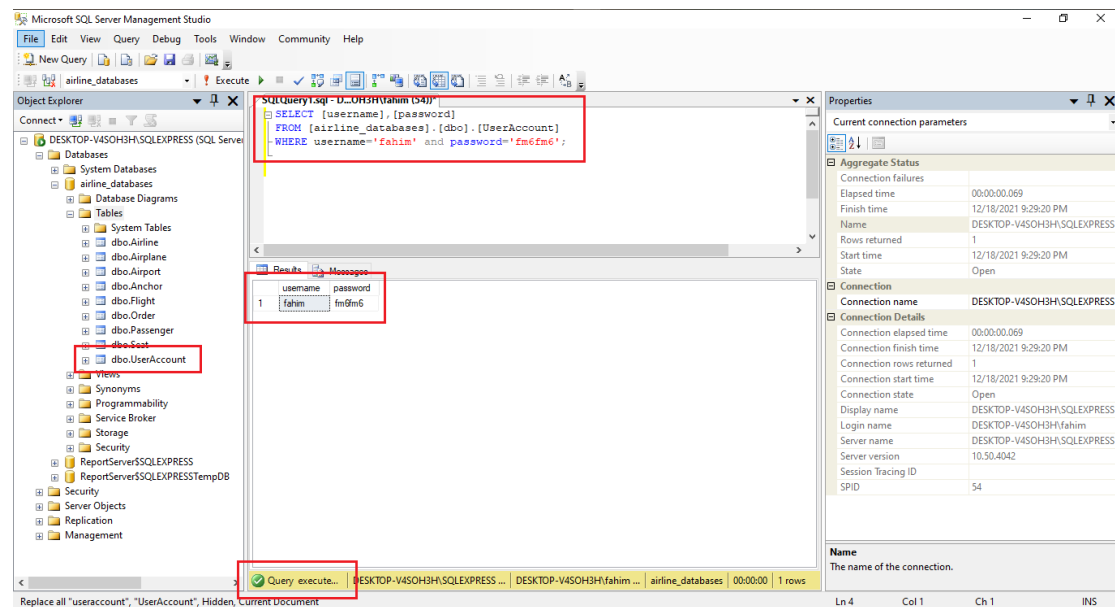 Microsoft SQL Server Management Studio
File Edit View Query Debug Tools Window Community Help
New Query
airline_databases Execute
Object Explorer
Connect
DESKTOP-V4SOH3H\SQLEXPRESS (SQL Serve
Databases
System Databases
airline_databases
Database Diagrams
Tables
System Tables
dbo.Airline
dbo.Airplane
dbo.Airport
dbo.Anchor
dbo.Flight
dbo.Order
dbo.Passenger
dbo.Seat
dbo.UserAccount
Views
Synonyms
Programmability
Service Broker
Storage
Security
ReportServer$SQLEXPRESS
ReportServer$SQLEXPRESSTempDB
Security
Server Objects
Replication
Management
SQLQuery1.sql - D...OH3H\fahim (54))*
SELECT [username],[password]
FROM [airline_databases].[dbo].[UserAccount]
WHERE username='fahim' and password='fm6fm6';
Results Messages
username password
1 fahim fm6fm6
Query execute... DESKTOP-V4SOH3H\SQLEXPRESS ... DESKTOP-V4SOH3H\fahim ... airline_databases 00:00:00 1 rows
Properties
Current connection parameters
Aggregate Status
Connection failures
Elapsed time 00:00:00.069
Finish time 12/18/2021 9:29:20 PM
Name DESKTOP-V4SOH3H\SQLEXPRESS
Rows returned 1
Start time 12/18/2021 9:29:20 PM
State Open
Connection
Connection name DESKTOP-V4SOH3H\SQLEXPRESS
Connection Details
Connection elapsed time 00:00:00.069
Connection finish time 12/18/2021 9:29:20 PM
Connection rows returned 1
Connection start time 12/18/2021 9:29:20 PM
Connection state Open
Display name DESKTOP-V4SOH3H\SQLEXPRESS
Login name DESKTOP-V4SOH3H\fahim
Server name DESKTOP-V4SOH3H\SQLEXPRESS
Server version 10.50.4042
Session Tracing ID
SPID 54
Name
The name of the connection.
Replace all "useraccount", "UserAccount", Hidden, Current Document Ln 4 Col 1 Ch 1 INS